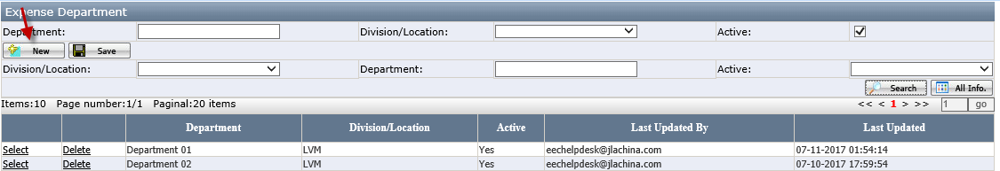 Expense Department
Department: Division/Location: Active:
New Save
Division/Location: Department: Active:
Search All Info.
Items:10 Page number:1/1 Paginal:20 items << < 1 > >> 1 go
Department Division/Location Active Last Updated By Last Updated
Select Delete Department 01 LVM Yes eechelpdesk@jlachina.com 07-11-2017 01:54:14
Select Delete Department 02 LVM Yes eechelpdesk@jlachina.com 07-10-2017 17:59:54